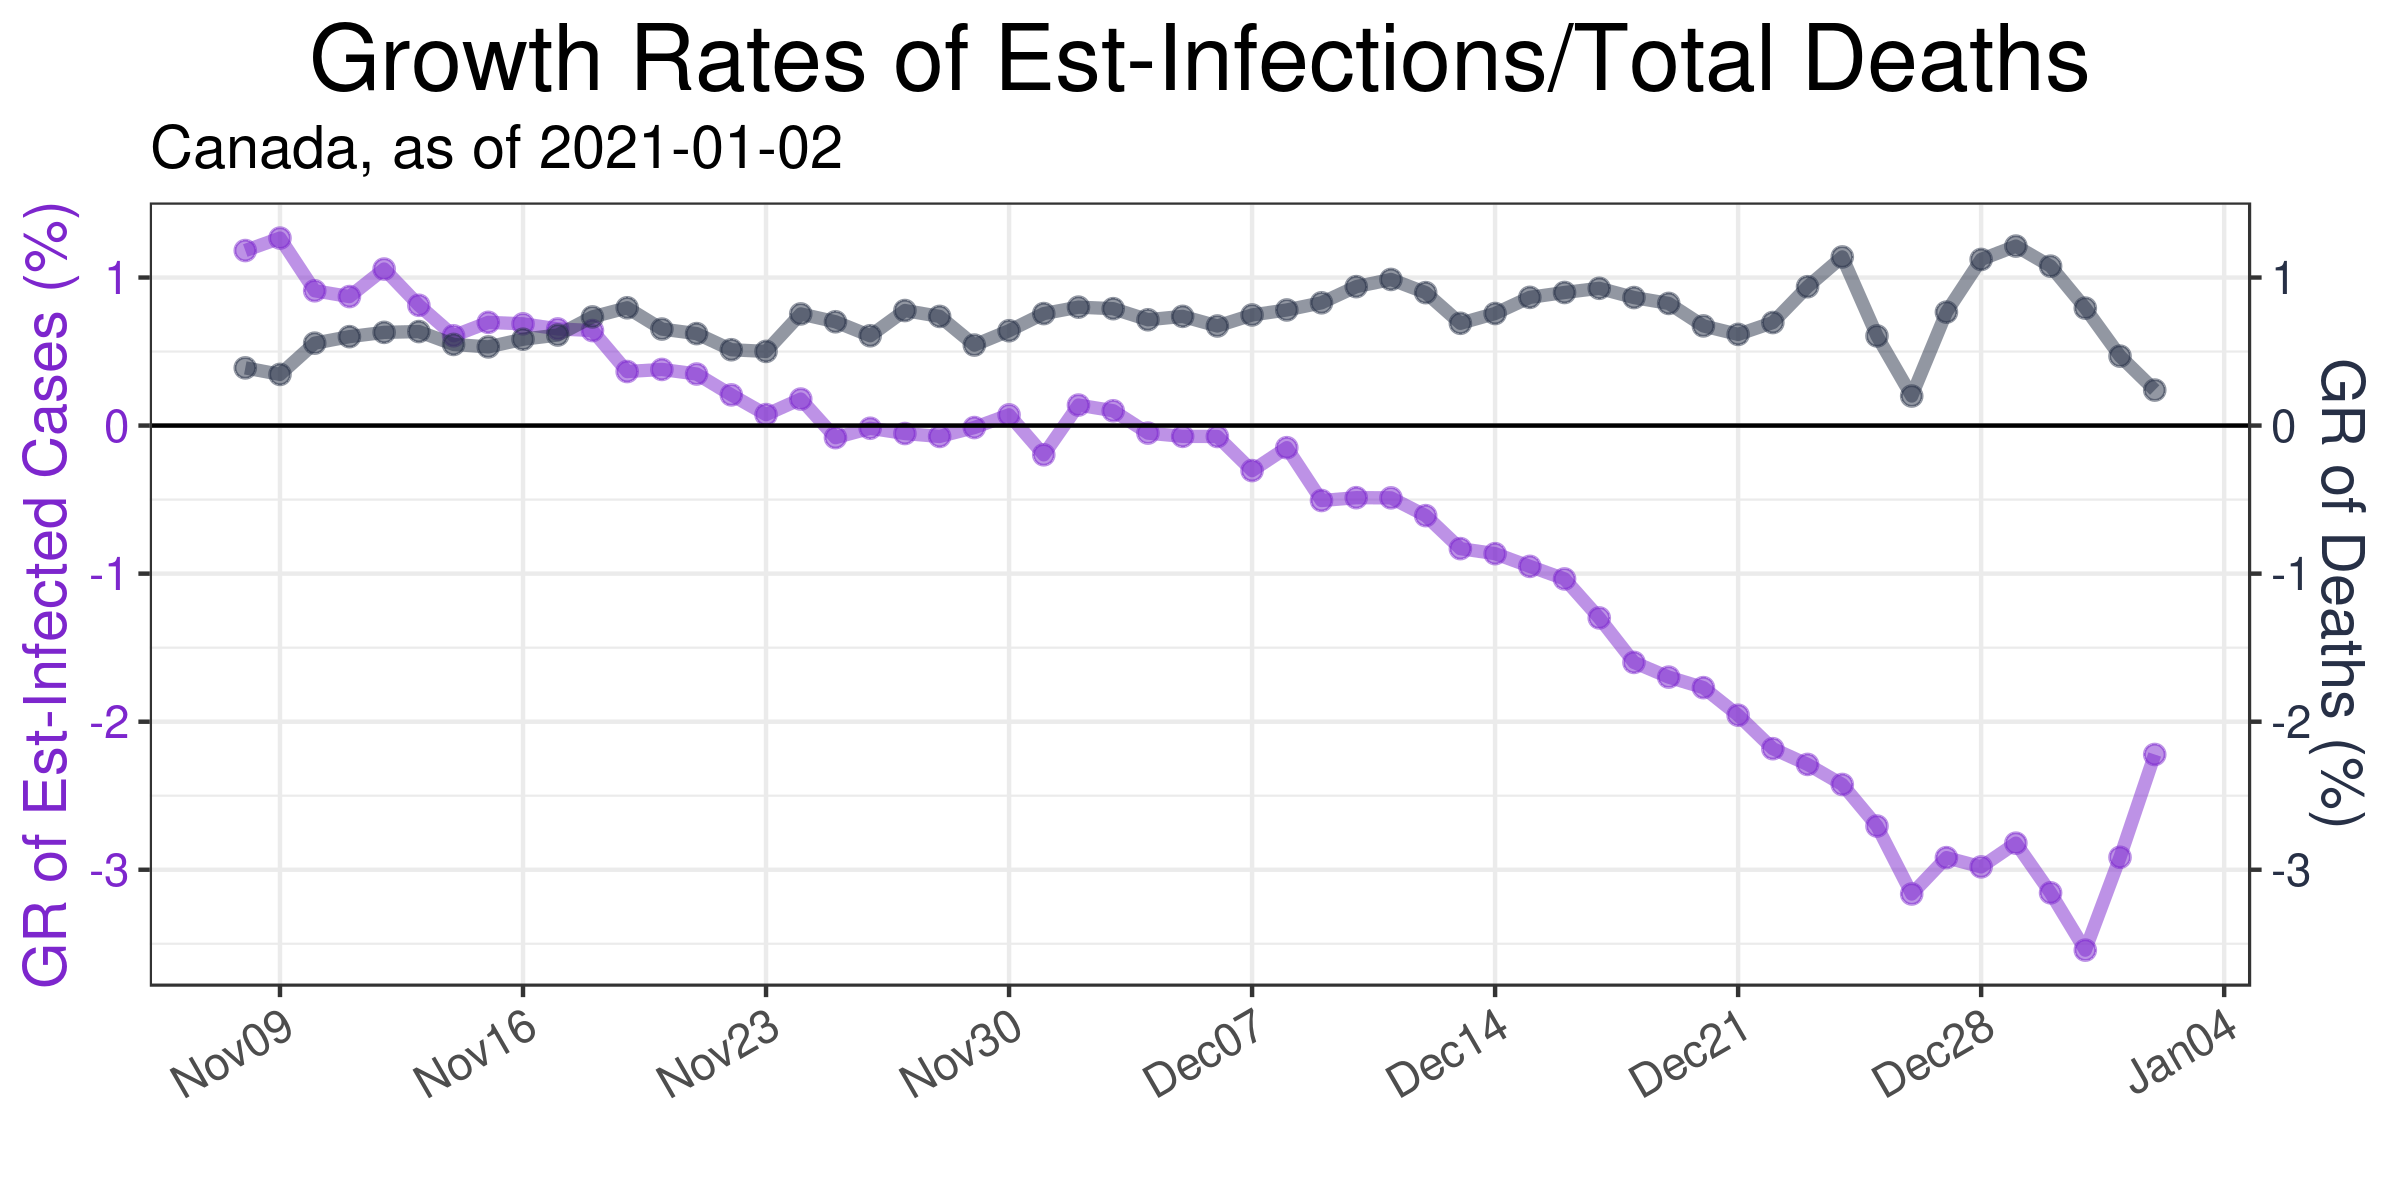 Growth Rates of Est-Infections/Total Deaths
Canada, as of 2021-01-02
GR of Est-Infected Cases (%)
1
0
-1
-2
-3
1
0
-1
-2
-3
GR of Deaths (%)
Nov09
Nov16
Nov23
Nov30
Dec07
Dec14
Dec21
Dec28
Jan04